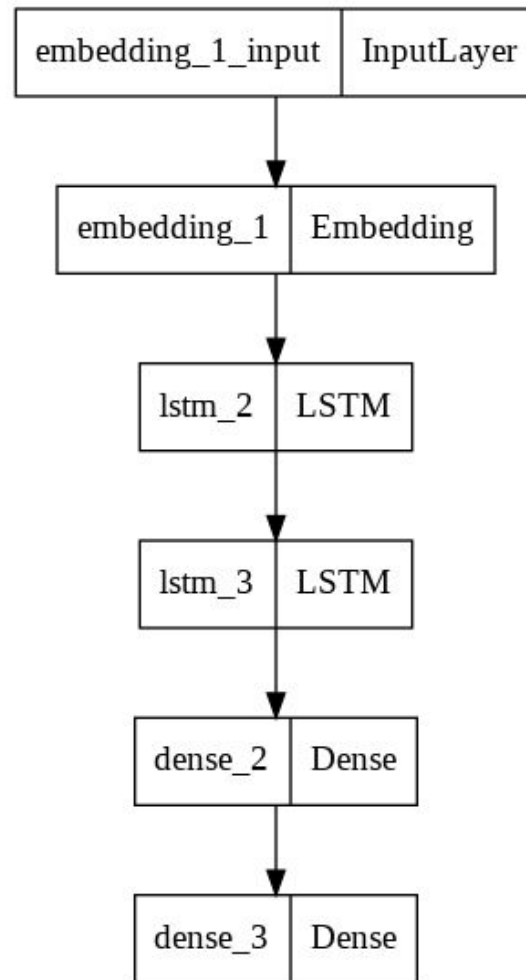 embedding_1_input InputLayer
embedding_1 Embedding
lstm_2 LSTM
lstm_3 LSTM
dense_2 Dense
dense_3 Dense